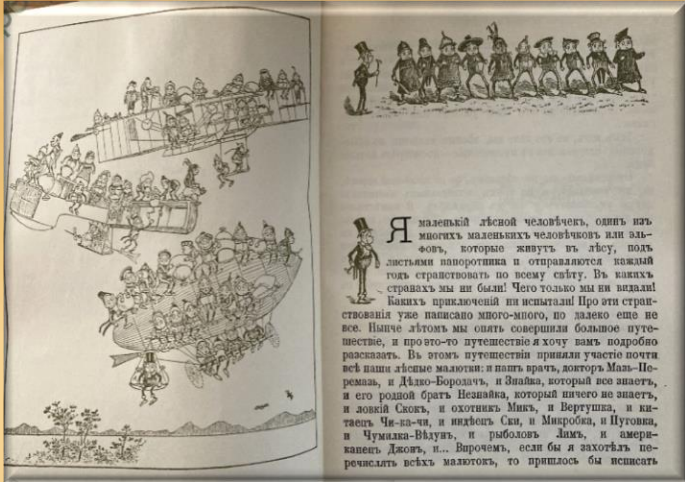 Я маленькій лѣсной человѣчекъ, одинъ изъ
многихъ маленькихъ человѣчковъ или эль-
фовъ, которые живутъ въ лѣсу, подъ
листьями папоротника и отправляются каждый
годъ странствовать по всему свѣту. Въ какихъ
странахъ мы ни были! Чего только мы ни видали!
Какихъ приключеній ни испытали! Про эти стран-
ствованія уже написано много-много, но далеко еще не
все. Нынче лѣтомъ мы опять совершили большое путе-
шествіе, и про это-то путешествіе я хочу вамъ подробно
разсказать. Въ этомъ путешествіи приняли участіе почти
всѣ наши лѣсные малютки: и нашъ врачъ, докторъ Мазь-Пе-
ремазь, и Дѣдко-Бородачъ, и Знайка, который все знаетъ,
и его родной братъ Незнайка, который ничего не знаетъ,
и ловкій Скокъ, и охотникъ Микъ, и Вертушка, и ки-
таецъ Чи-ка-чи, и индѣецъ Ски, и Микробка, и Пуговка,
и Чумилка-Вѣдунъ, и рыболовъ Лимъ, и амери-
канецъ Джонъ, и... Впрочемъ, если бы я захотѣлъ пе-
речислять всѣхъ малютокъ, то пришлось бы исписать